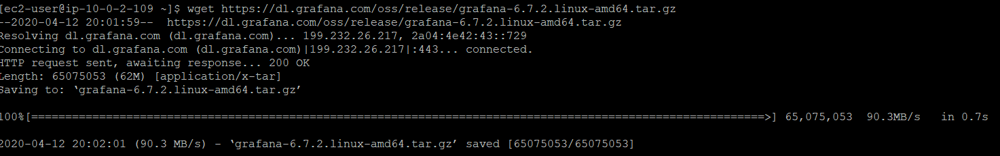 [ec2-user@ip-10-0-2-109 ~]$ wget https://dl.grafana.com/oss/release/grafana-6.7.2.linux-amd64.tar.gz
--2020-04-12 20:01:59--  https://dl.grafana.com/oss/release/grafana-6.7.2.linux-amd64.tar.gz
Resolving dl.grafana.com (dl.grafana.com)... 199.232.26.217, 2a04:4e42:43::729
Connecting to dl.grafana.com (dl.grafana.com)|199.232.26.217|:443... connected.
HTTP request sent, awaiting response... 200 OK
Length: 65075053 (62M) [application/x-tar]
Saving to: ‘grafana-6.7.2.linux-amd64.tar.gz’
100%[============================================================================================================>] 65,075,053  90.3MB/s   in 0.7s
2020-04-12 20:02:01 (90.3 MB/s) - ‘grafana-6.7.2.linux-amd64.tar.gz’ saved [65075053/65075053]